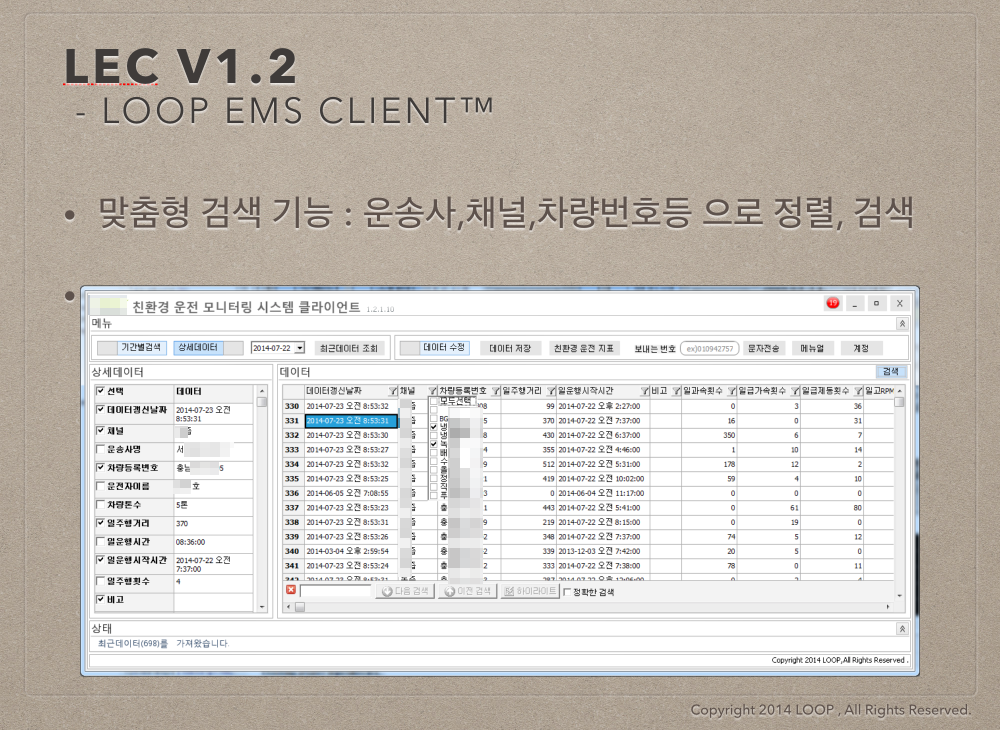 LEC V1.2
- LOOP EMS CLIENT™
• 맞춤형 검색 기능 : 운송사,채널,차량번호등 으로 정렬, 검색
친환경 운전 모니터링 시스템 클라이언트 1.2.1.10
19
메뉴
기간별검색 상세데이터 2014-07-22 최근데이터 조회 데이터 수정 데이터 저장 친환경 운전 지표 보내는 번호 ex)010942757 문자전송 메뉴얼 계정
상세데이터 데이터 검색
선택 데이터
데이터갱신날짜 2014-07-23 오전 8:53:31
채널
운송사명 서
차량등록번호 충남 5
운전자이름 호
차량톤수 5톤
일주행거리 370
일운행시간 08:36:00
일운행시작시간 2014-07-22 오전 7:37:00
일주행횟수 4
비고
데이터갱신날짜 채널 차량등록번호 일주행거리 일운행시작시간 비고 일과속횟수 일급가속횟수 일급제동횟수 일고RPM
모두선택
330 2014-07-23 오전 8:53:32 99 2014-07-22 오후 2:27:00 0 3 36
331 2014-07-23 오전 8:53:31 5 370 2014-07-22 오전 7:37:00 16 0 31
332 2014-07-23 오전 8:53:30 8 430 2014-07-22 오전 6:37:00 350 6 7
333 2014-07-23 오전 8:53:27 4 355 2014-07-22 오전 4:46:00 1 10 14
334 2014-07-23 오전 8:53:32 9 512 2014-07-22 오전 5:31:00 178 12 2
335 2014-07-23 오전 8:53:25 1 419 2014-07-22 오전 10:02:00 59 4 10
336 2014-06-05 오전 7:08:55 3 0 2014-06-04 오전 11:17:00 0 0 0
337 2014-07-23 오전 8:53:23 충 1 443 2014-07-22 오전 5:41:00 0 61 80
338 2014-07-23 오전 8:53:31 충 9 219 2014-07-22 오전 8:15:00 0 19 0
339 2014-07-23 오전 8:53:26 충 2 348 2014-07-22 오전 7:37:00 74 5 12
340 2014-03-04 오후 2:59:54 충 2 339 2013-12-03 오전 7:42:00 20 5 0
341 2014-07-23 오전 8:53:24 충 2 333 2014-07-22 오전 7:38:00 78 0 11
다음 검색 이전 검색 하이라이트 정확한 검색
상태
최근데이터(698)를 가져왔습니다.
Copyright 2014 LOOP,All Rights Reserved .
Copyright 2014 LOOP , All Rights Reserved.